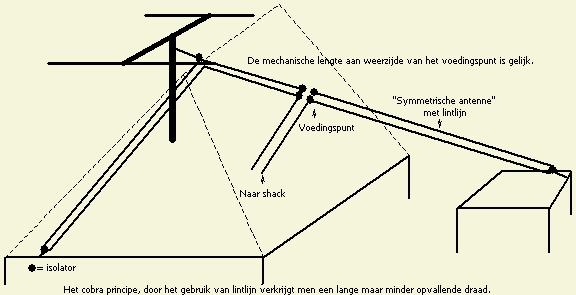 De mechanische lengte aan weerzijde van het voedingspunt is gelijk.
"Symmetrische antenne"
met lintlijn
Voedingspunt
Naar shack
= isolator
Het cobra principe, door het gebruik van lintlijn verkrijgt men een lange maar minder opvallende draad.